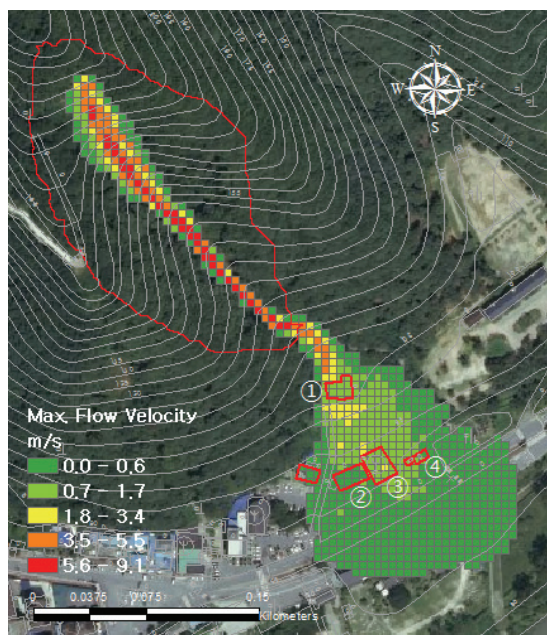 N
W E
S
①
④
②
③
Max. Flow Velocity
m/s
0.0 – 0.6
0.7 – 1.7
1.8 – 3.4
3.5 – 5.5
5.6 – 9.1
0 0.0375 0.075 0.15
Kilometers